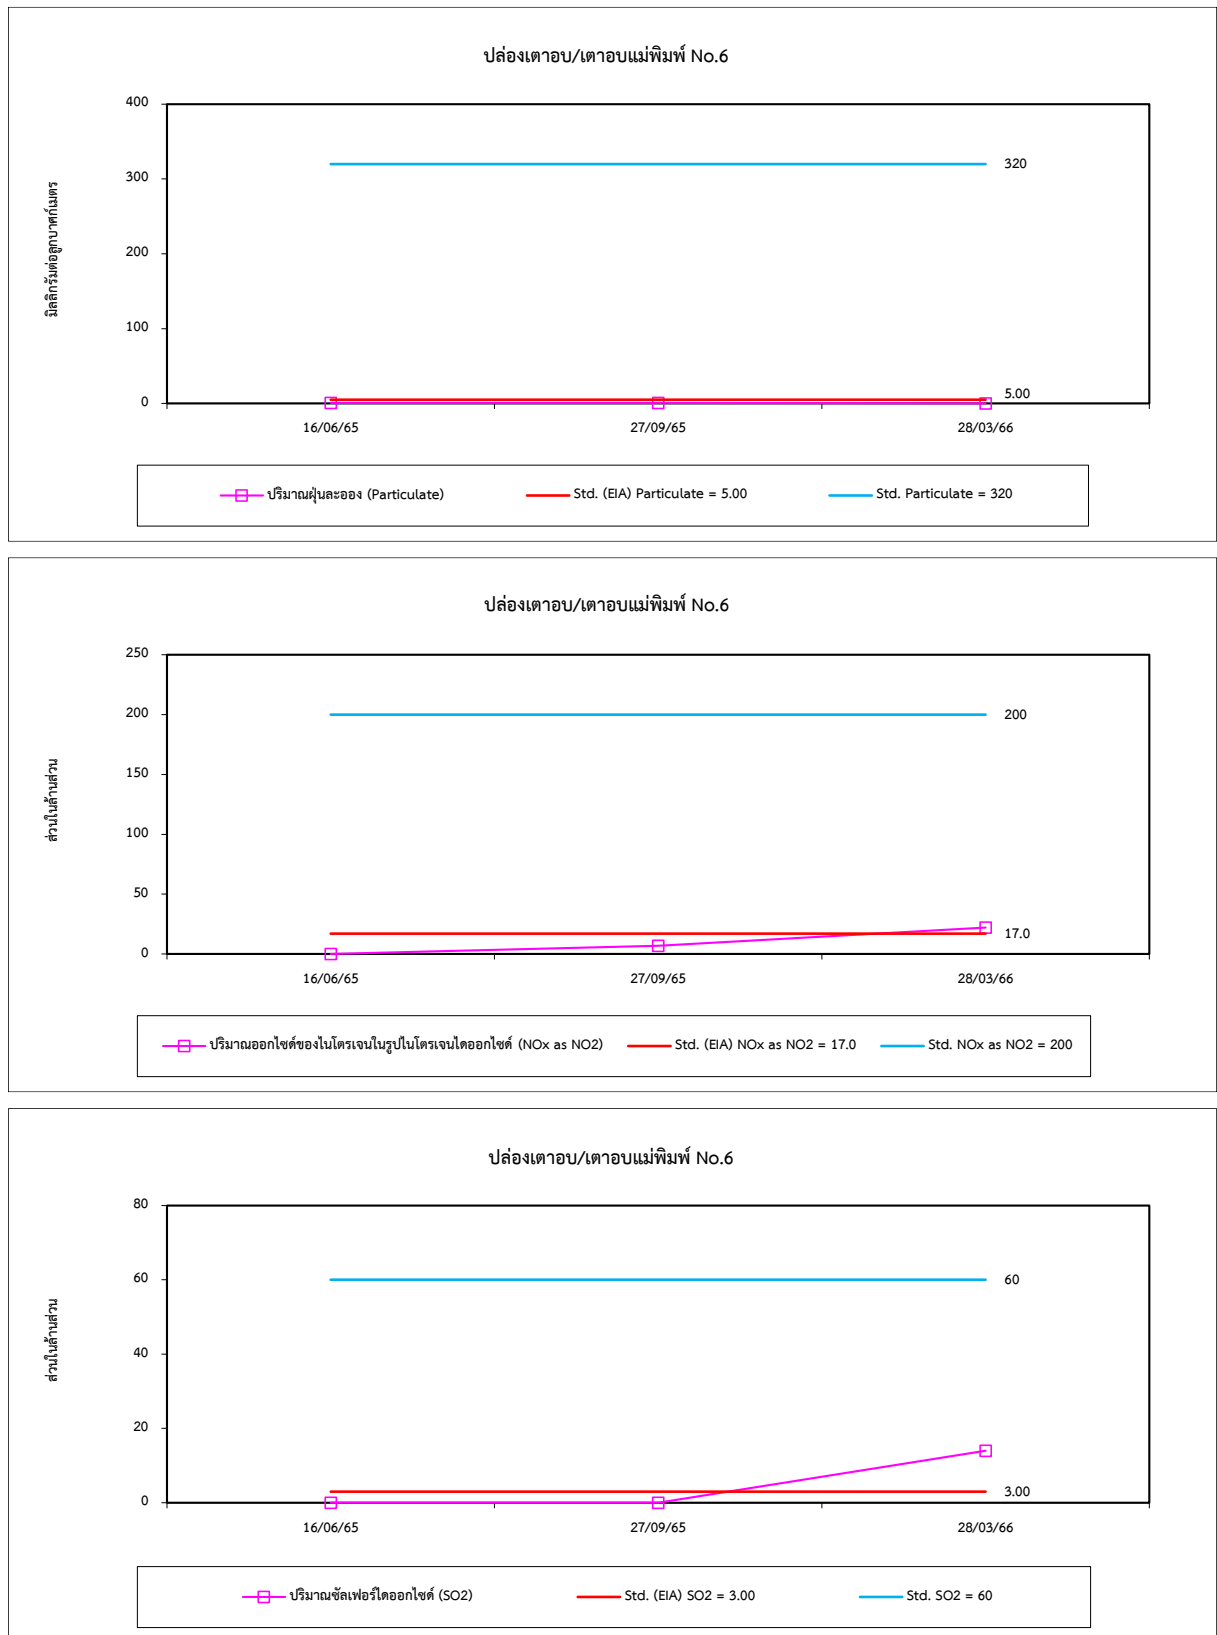 ปล่องเตาอบ/เตาอบแม่พิมพ์ No.6
มิลลิกรัมต่อลูกบาศก์เมตร
400
300
200
100
0
320
5.00
16/06/65 27/09/65 28/03/66
ปริมาณฝุ่นละออง (Particulate) Std. (EIA) Particulate = 5.00 Std. Particulate = 320
ปล่องเตาอบ/เตาอบแม่พิมพ์ No.6
ส่วนในล้านส่วน
250
200
150
100
50
0
200
17.0
16/06/65 27/09/65 28/03/66
ปริมาณออกไซด์ของไนโตรเจนในรูปไนโตรเจนไดออกไซด์ (NOx as NO2) Std. (EIA) NOx as NO2 = 17.0 Std. NOx as NO2 = 200
ปล่องเตาอบ/เตาอบแม่พิมพ์ No.6
ส่วนในล้านส่วน
80
60
40
20
0
60
3.00
16/06/65 27/09/65 28/03/66
ปริมาณซัลเฟอร์ไดออกไซด์ (SO2) Std. (EIA) SO2 = 3.00 Std. SO2 = 60